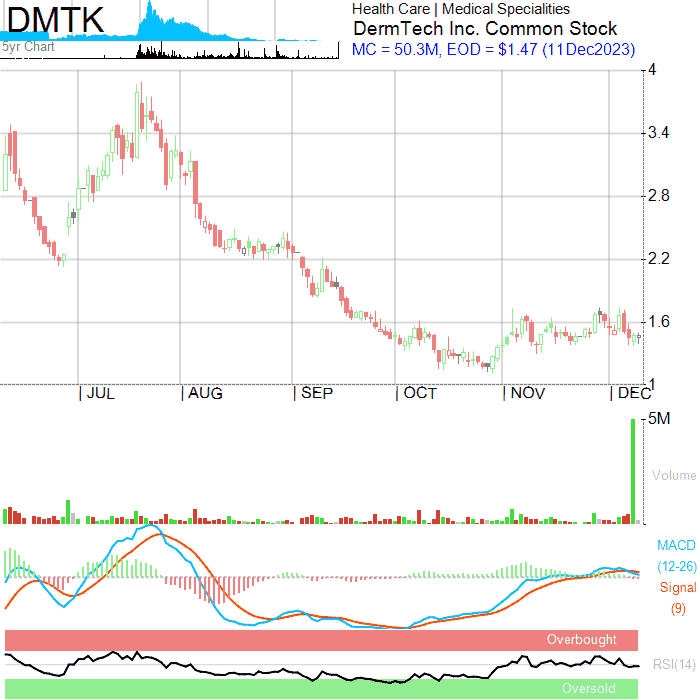 DMTK
5yr Chart
Health Care | Medical Specialities
DermTech Inc. Common Stock
MC = 50.3M, EOD = $1.47 (11Dec2023)
4
3.4
2.8
2.2
1.6
1
| JUL | AUG | SEP | OCT | NOV | DEC
5M
Volume
MACD
(12-26)
Signal
(9)
Overbought
RSI(14)
Oversold